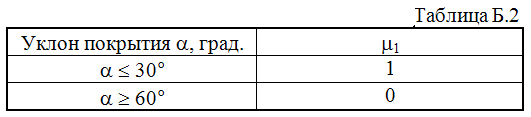 Таблица Б.2
Уклон покрытия α, град. μ1
α ≤ 30° 1
α ≥ 60° 0